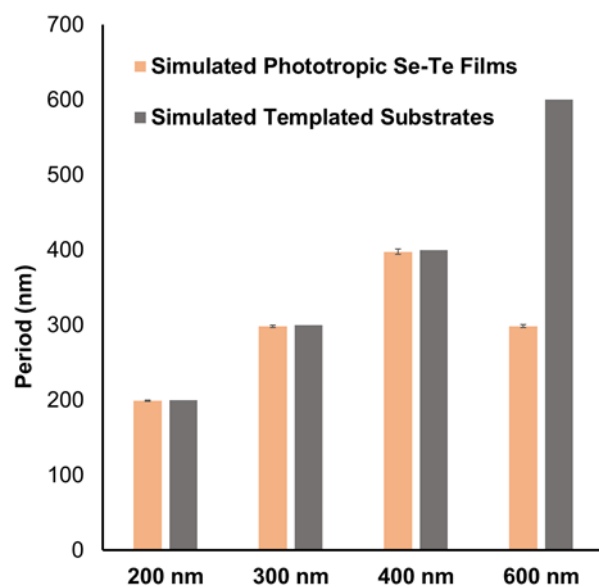 700
600
500
400
300
200
100
0
Period (nm)
Simulated Phototropic Se-Te Films
Simulated Templated Substrates
200 nm
300 nm
400 nm
600 nm